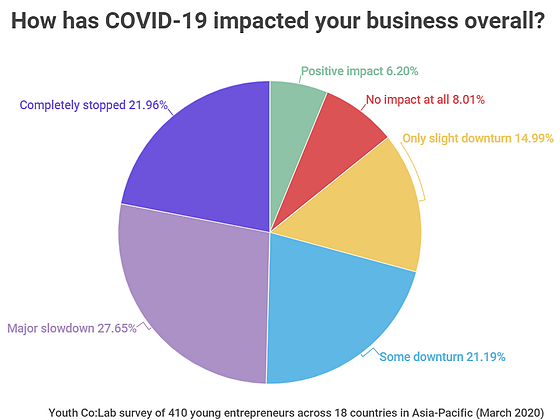 How has COVID-19 impacted your business overall?
Positive impact 6.20%
No impact at all 8.01%
Completely stopped 21.96%
Only slight downturn 14.99%
Major slowdown 27.65%
Some downturn 21.19%
Youth Co:Lab survey of 410 young entrepreneurs across 18 countries in Asia-Pacific (March 2020)